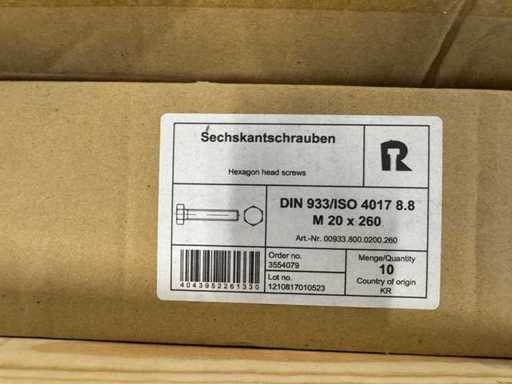 Sechskantschrauben
Hexagon head screws
R
DIN 933/ISO 4017 8.8
M 20 x 260
Art.-Nr. 00933.800.0200.260
Order no.
3554079
Lot no.
1210817010523
Menge/Quantity
10
Country of origin
KR
4043952261330